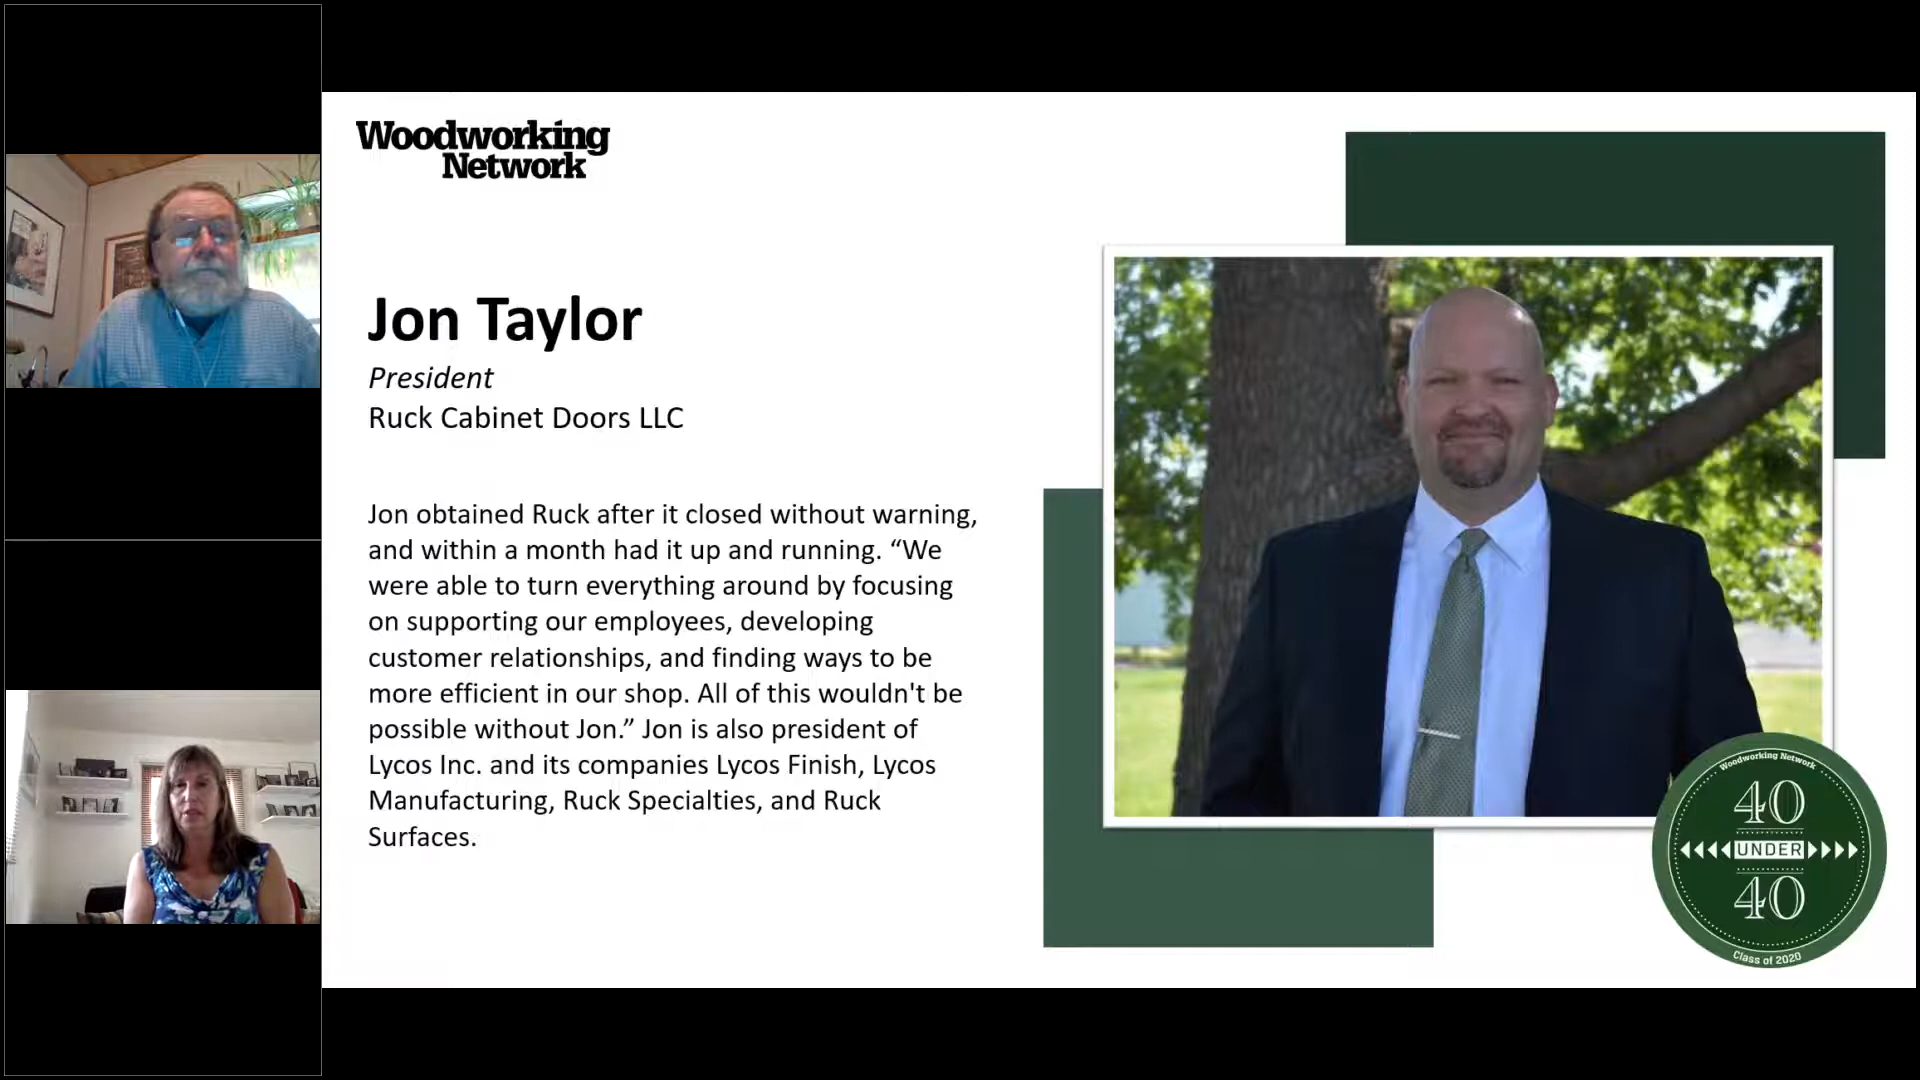 Woodworking
Network
Jon Taylor
President
Ruck Cabinet Doors LLC
Jon obtained Ruck after it closed without warning,
and within a month had it up and running. “We
were able to turn everything around by focusing
on supporting our employees, developing
customer relationships, and finding ways to be
more efficient in our shop. All of this wouldn't be
possible without Jon.” Jon is also president of
Lycos Inc. and its companies Lycos Finish, Lycos
Manufacturing, Ruck Specialties, and Ruck
Surfaces.
Woodworking Network
40
UNDER
40
Class of 2020